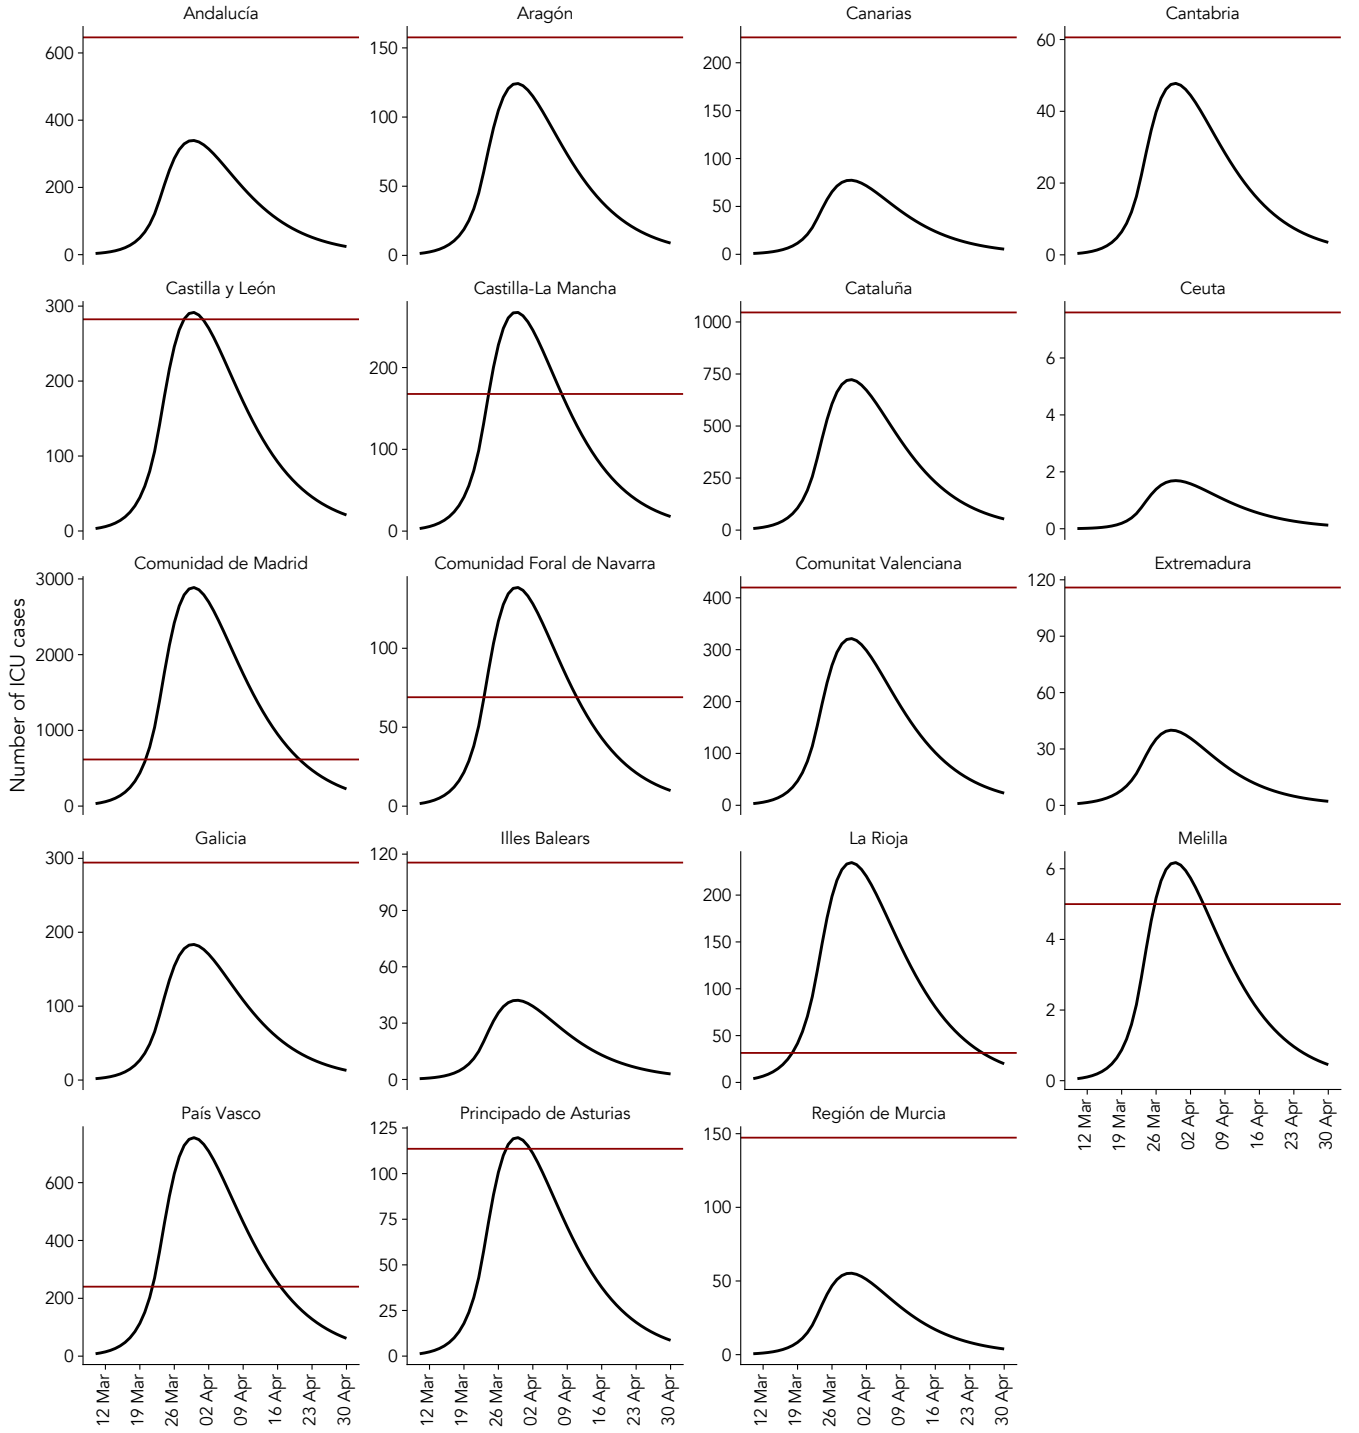 Andalucía
Aragón
Canarias
Cantabria
600
400
200
0
150
100
50
0
200
150
100
50
0
60
40
20
0
Castilla y León
Castilla-La Mancha
Cataluña
Ceuta
300
200
100
0
200
100
0
1000
750
500
250
0
6
4
2
0
Comunidad de Madrid
Comunidad Foral de Navarra
Comunitat Valenciana
Extremadura
Number of ICU cases
3000
2000
1000
0
100
50
0
400
300
200
100
0
120
90
60
30
0
Galicia
Illes Balears
La Rioja
Melilla
300
200
100
0
120
90
60
30
0
200
150
100
50
0
6
4
2
0
12 Mar
19 Mar
26 Mar
02 Apr
09 Apr
16 Apr
23 Apr
30 Apr
País Vasco
Principado de Asturias
Región de Murcia
600
400
200
0
125
100
75
50
25
0
150
100
50
0
12 Mar
19 Mar
26 Mar
02 Apr
09 Apr
16 Apr
23 Apr
30 Apr
12 Mar
19 Mar
26 Mar
02 Apr
09 Apr
16 Apr
23 Apr
30 Apr
12 Mar
19 Mar
26 Mar
02 Apr
09 Apr
16 Apr
23 Apr
30 Apr